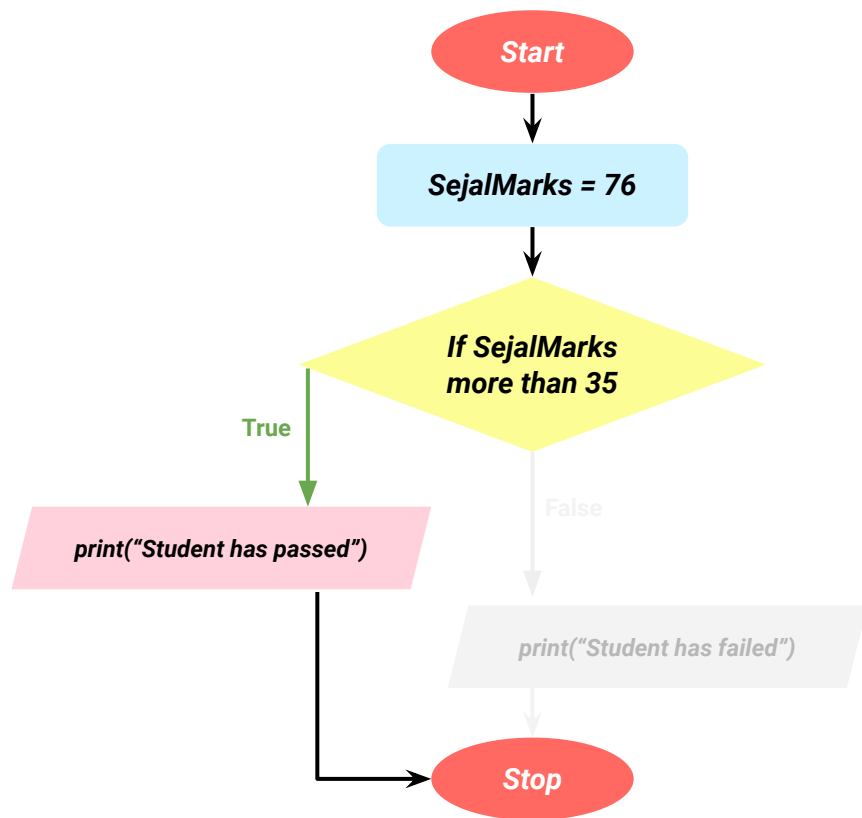 Start
SejalMarks = 76
If SejalMarks
more than 35
True
False
print(“Student has passed”)
print(“Student has failed”)
Stop